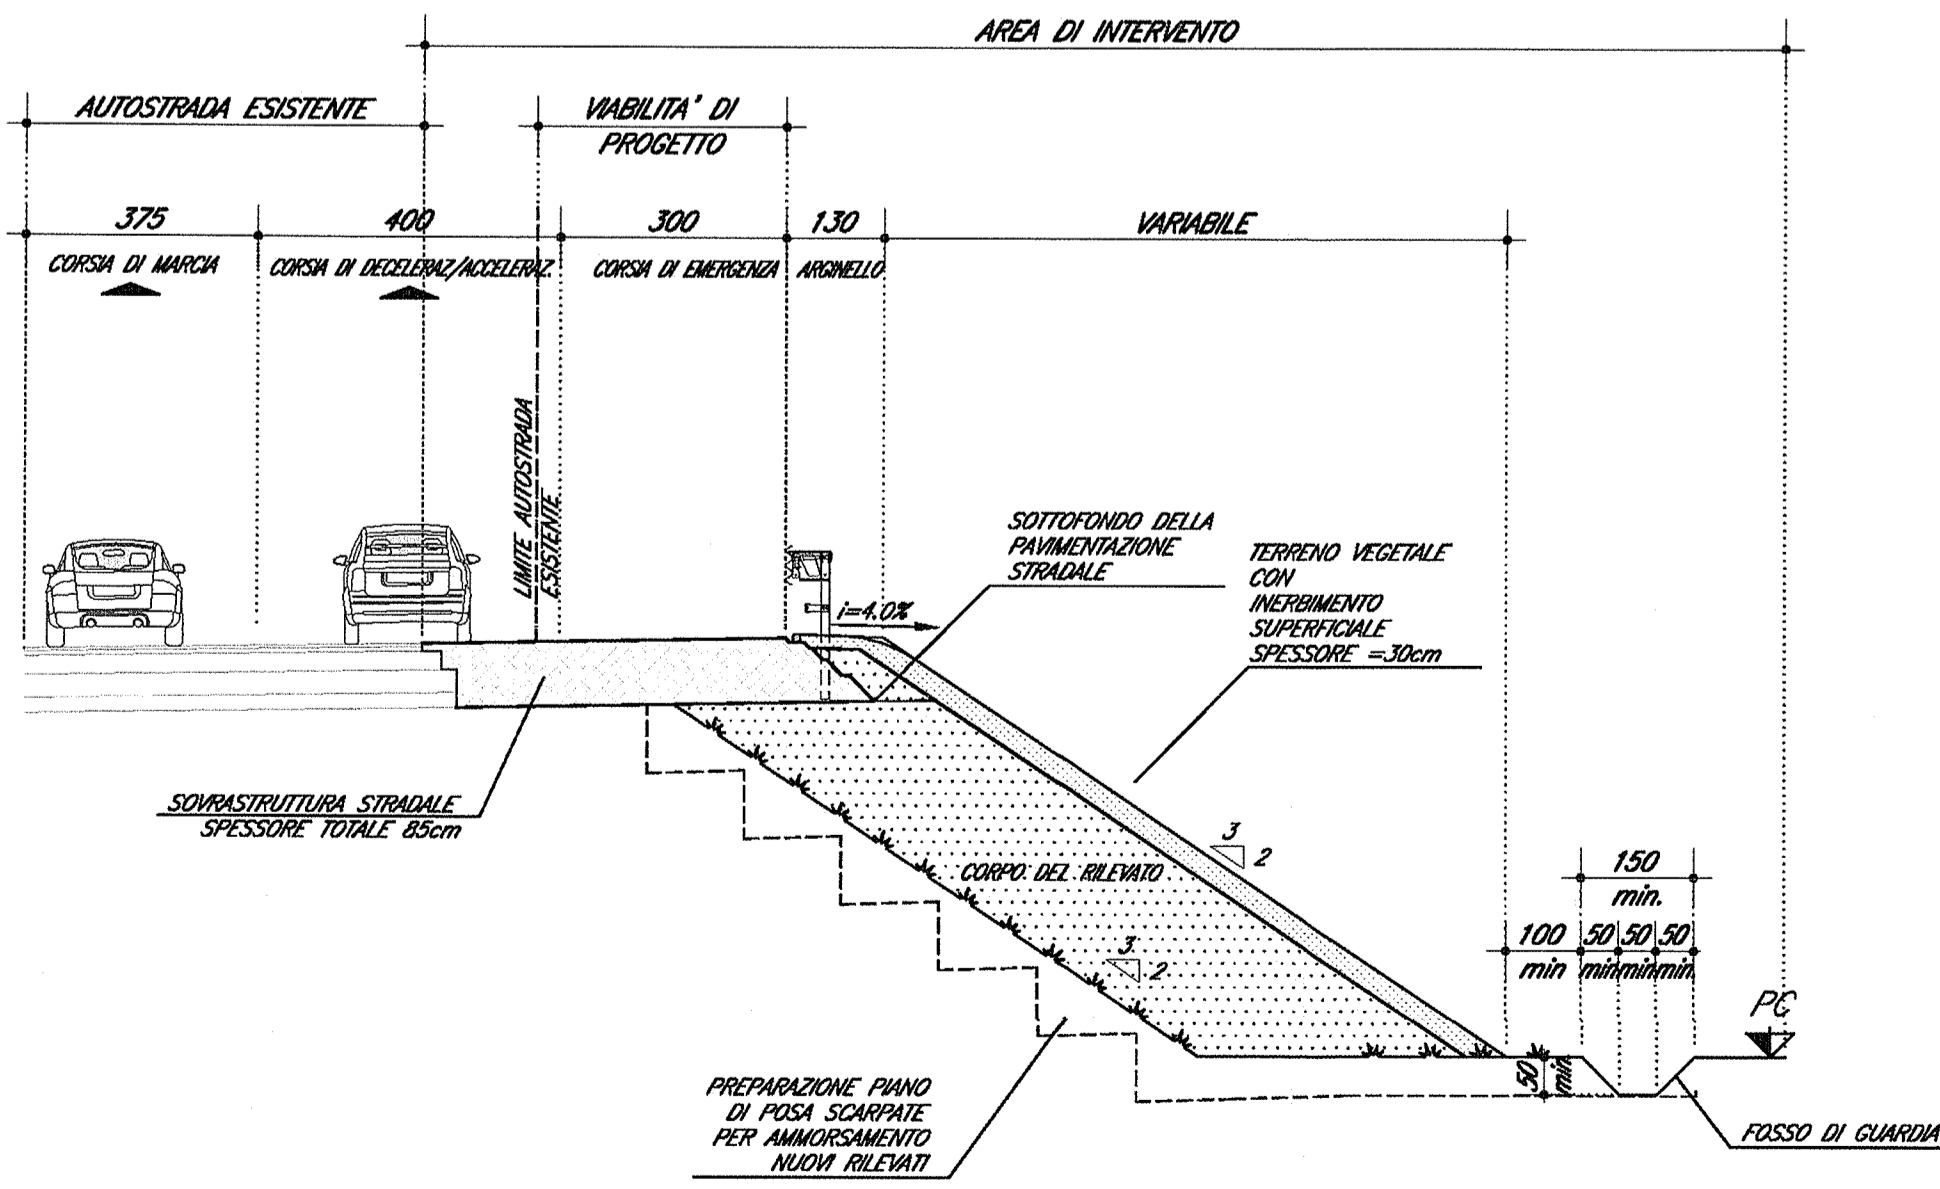 AREA DI INTERVENTO
AUTOSTRADA ESISTENTE
VIABILITA' DI
PROGETTO
375
400
300
130
VARIABILE
CORSIA DI MARCIA
CORSIA DI DECELERAZ/ACCELERAZ.
CORSIA DI EMERGENZA
ARGINELLO
LIMITE AUTOSTRADA
ESISTENTE
SOTTOFONDO DELLA
PAVIMENTAZIONE
STRADALE
TERRENO VEGETALE
CON
INERBIMENTO
SUPERFICIALE
SPESSORE =30cm
i=4.0%
SOVRASTRUTTURA STRADALE
SPESSORE TOTALE 85cm
3
2
CORPO DEL RILEVATO
3
2
150
min.
100
50
50
50
min
min
min
min.
PC
50
min.
PREPARAZIONE PIANO
DI POSA SCARPATE
PER AMMORSAMENTO
NUOVI RILEVATI
FOSSO DI GUARDIA